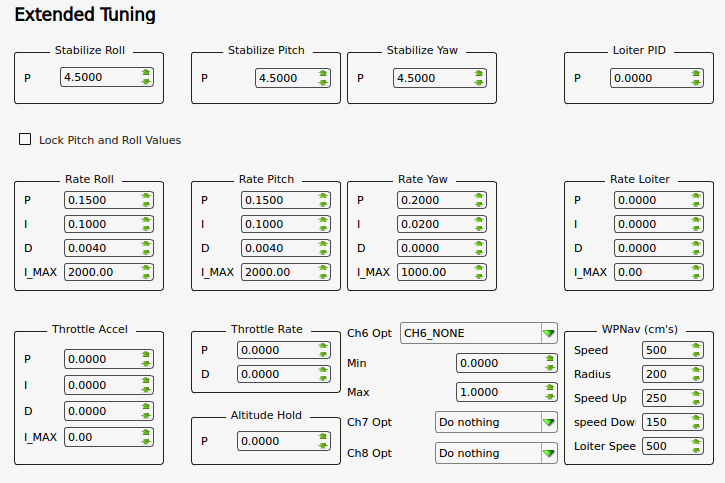 Extended Tuning
Stabilize Roll Stabilize Pitch Stabilize Yaw Loiter PID
P 4.5000 P 4.5000 P 4.5000 P 0.0000
Lock Pitch and Roll Values
Rate Roll Rate Pitch Rate Yaw Rate Loiter
P 0.1500 P 0.1500 P 0.2000 P 0.0000
I 0.1000 I 0.1000 I 0.0200 I 0.0000
D 0.0040 D 0.0040 D 0.0000 D 0.0000
I_MAX 2000.00 I_MAX 2000.00 I_MAX 1000.00 I_MAX 0.00
Throttle Accel
P 0.0000
I 0.0000
D 0.0000
I_MAX 0.00
Throttle Rate
P 0.0000
D 0.0000
Altitude Hold
P 0.0000
Ch6 Opt CH6_NONE
Min 0.0000
Max 1.0000
Ch7 Opt Do nothing
Ch8 Opt Do nothing
WPNav (cm's)
Speed 500
Radius 200
Speed Up 250
speed Dow 150
Loiter Spee 500